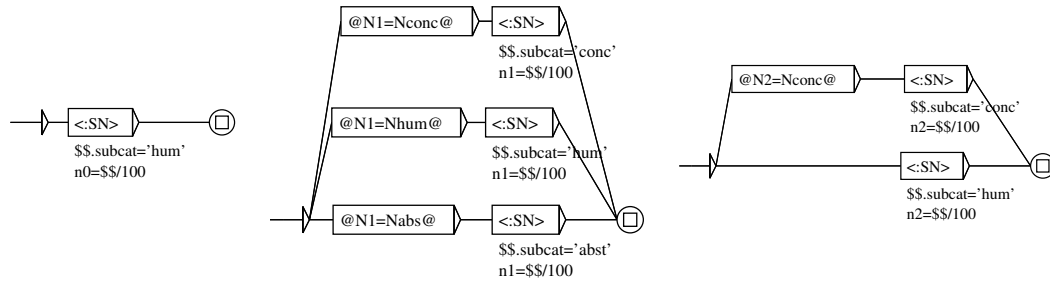 <:SN>
$$.subcat='hum'
n0=$$/100
@N1=Nconc@ <:SN>
$$.subcat='conc'
n1=$$/100
@N1=Nhum@ <:SN>
$$.subcat='hum'
n1=$$/100
@N1=Nabs@ <:SN>
$$.subcat='abst'
n1=$$/100
@N2=Nconc@ <:SN>
$$.subcat='conc'
n2=$$/100
<:SN>
$$.subcat='hum'
n2=$$/100